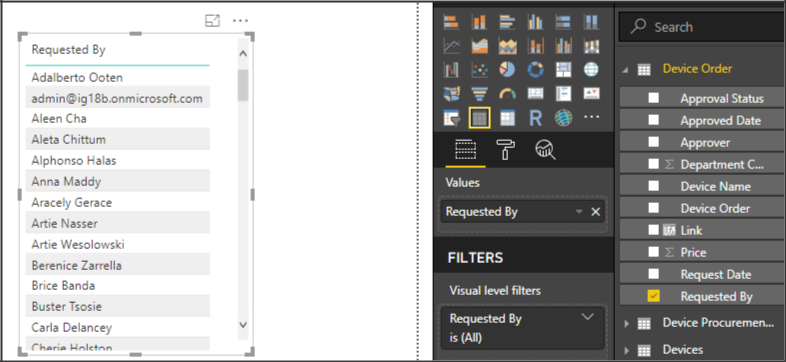 Requested By
Adalberto Ooten
admin@ig18b.onmicrosoft.com
Aleen Cha
Aleta Chittum
Alphonso Halas
Anna Maddy
Aracely Gerace
Artie Nasser
Artie Wesolowski
Berenice Zarrella
Brice Banda
Buster Tsosie
Carla Delancey
Cherie Holston
R
Values
Requested By
FILTERS
Visual level filters
Requested By
is (All)
Search
Device Order
Approval Status
Approved Date
Approver
Σ Department C...
Device Name
Device Order
Link
Σ Price
Request Date
Requested By
Device Procuremen...
Devices